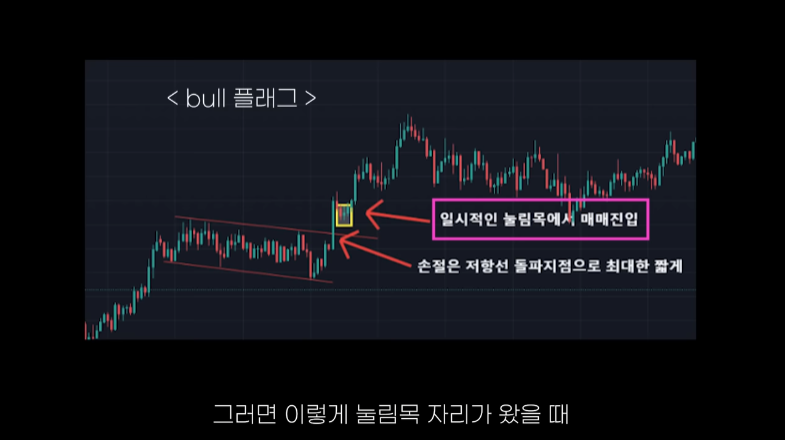 < bull 플래그 >
일시적인 눌림목에서 매매진입
손절은 저항선 돌파지점으로 최대한 짧게
그러면 이렇게 눌림목 자리가 왔을 때